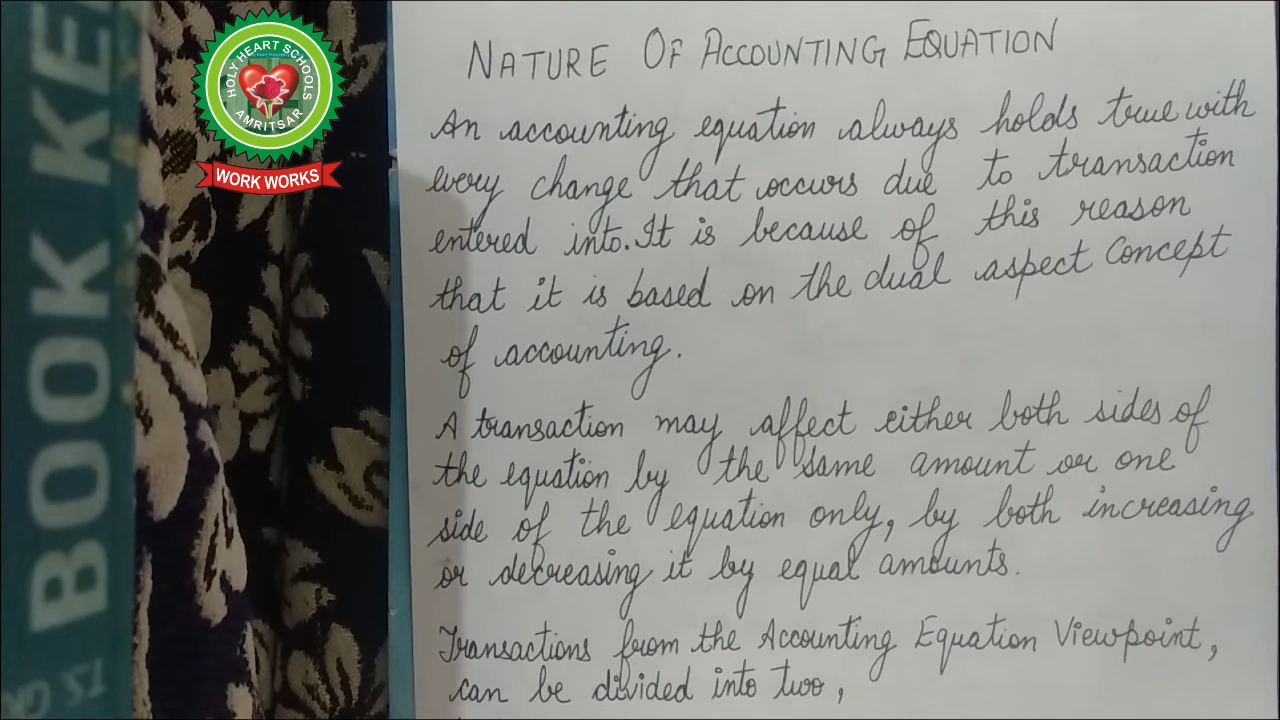 BOOK KE
HOLY HEART SCHOOLS
AMRITSAR
WORK WORKS
NATURE OF ACCOUNTING EQUATION
An accounting equation always holds true with
every change that occurs due to transaction
entered into. It is because of this reason
that it is based on the dual aspect concept
of accounting.
A transaction may affect either both sides of
the equation by the same amount or one
side of the equation only, by both increasing
or decreasing it by equal amounts.
Transactions from the Accounting Equation Viewpoint,
can be divided into two,